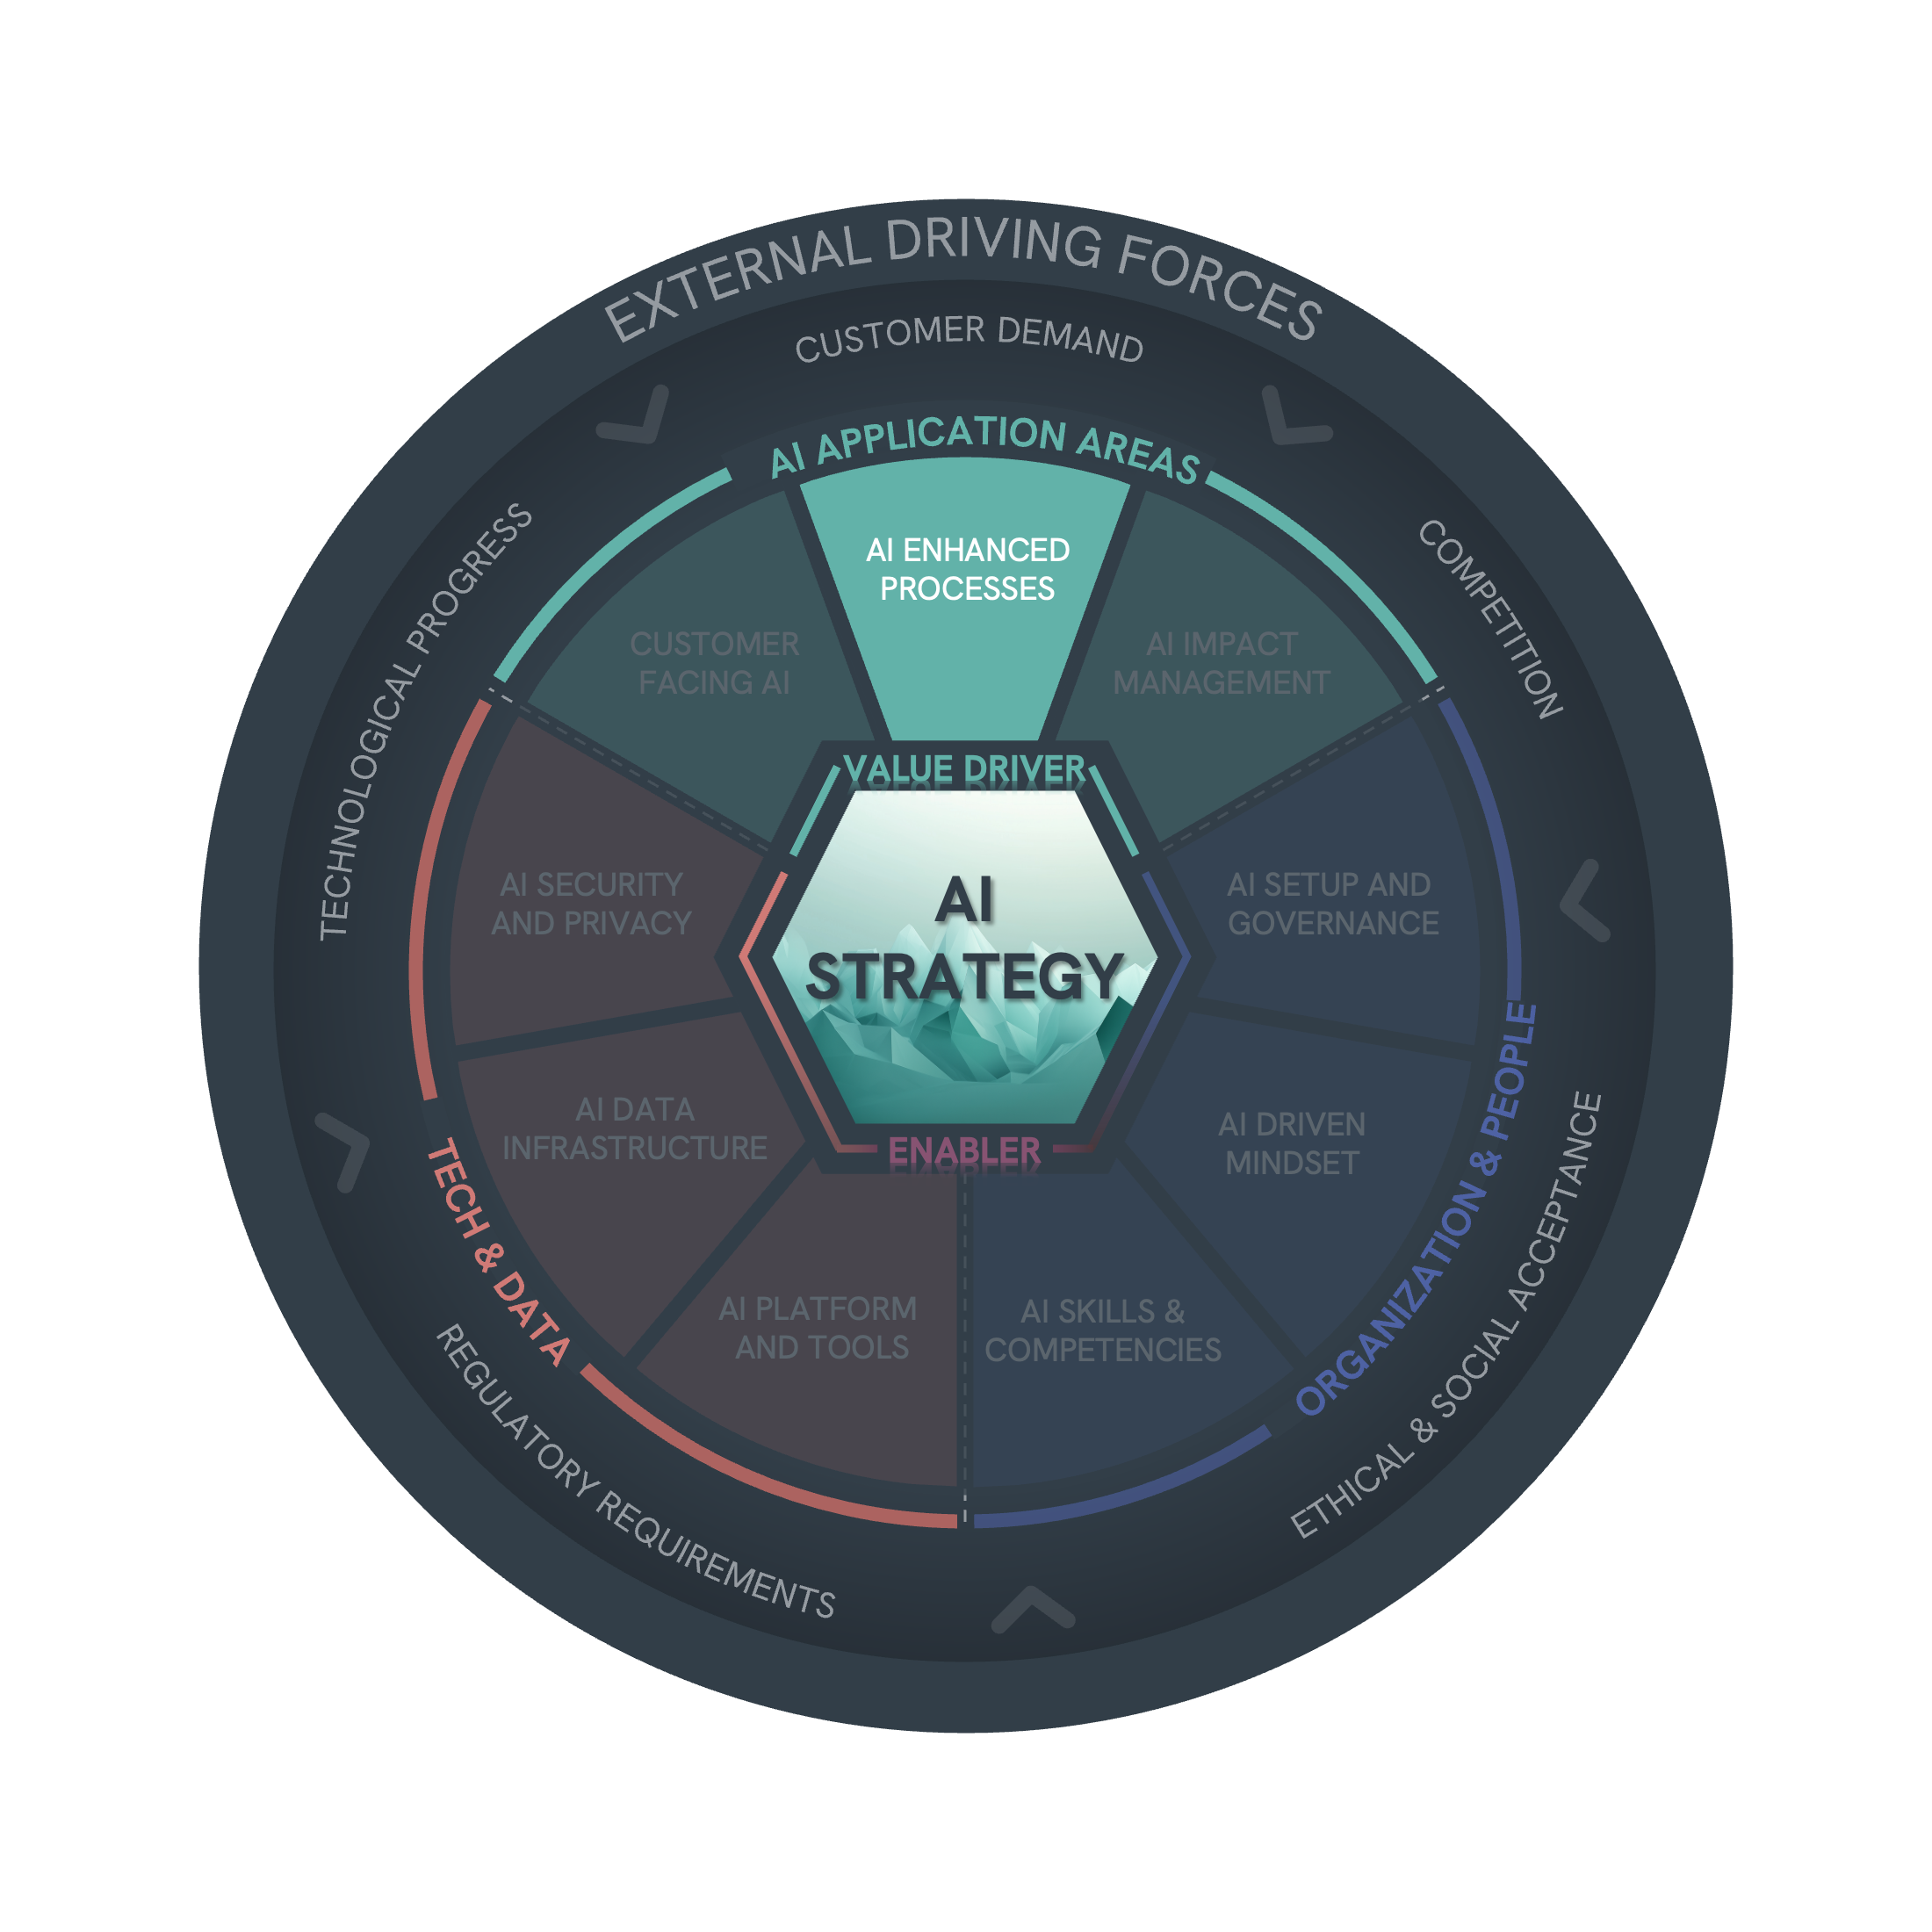 EXTERNAL DRIVING FORCES
CUSTOMER DEMAND
TECHNOLOGICAL PROGRESS
COMPETITION
AI APPLICATION AREAS
AI ENHANCED
PROCESSES
CUSTOMER
FACING AI
AI IMPACT
MANAGEMENT
VALUE DRIVER
AI
STRATEGY
ENABLER
AI SECURITY
AND PRIVACY
AI SETUP AND
GOVERNANCE
AI DATA
INFRASTRUCTURE
AI DRIVEN
MINDSET
AI PLATFORM
AND TOOLS
AI SKILLS &
COMPETENCIES
TECH & DATA
ORGANIZATION & PEOPLE
REGULATORY REQUIREMENTS
ETHICAL & SOCIAL ACCEPTANCE